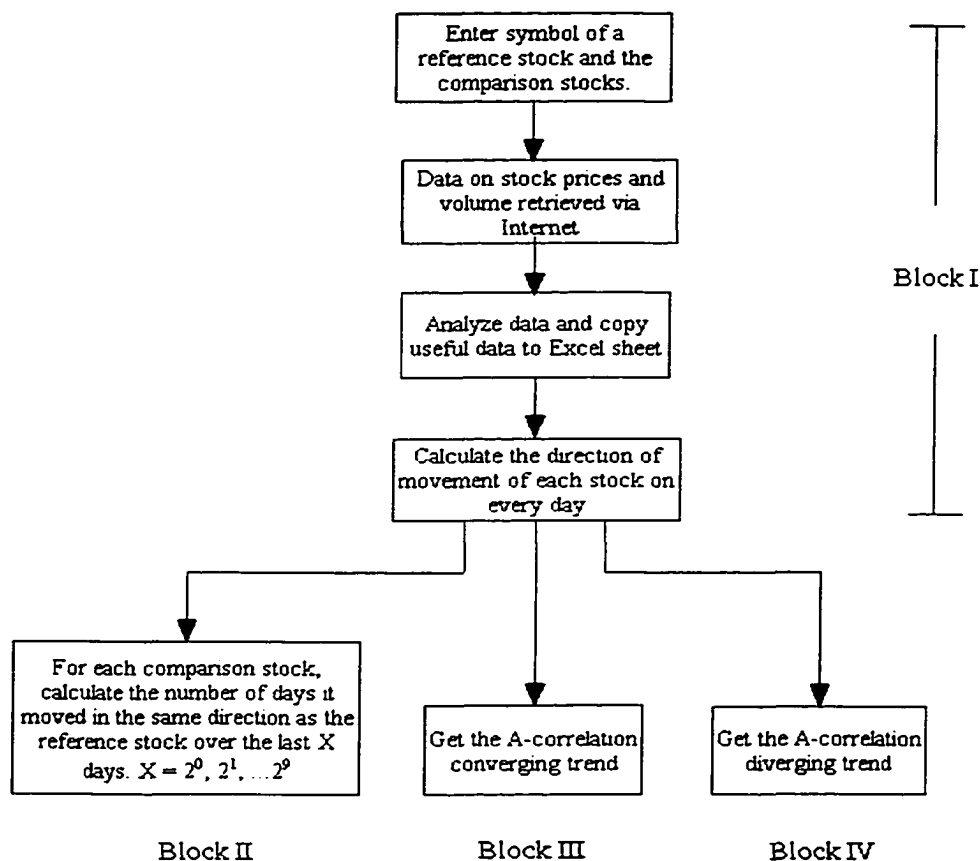 Enter symbol of a
reference stock and the
comparison stocks.
Data on stock prices and
volume retrieved via
Internet
Block I
Analyze data and copy
useful data to Excel sheet
Calculate the direction of
movement of each stock on
every day
For each comparison stock,
calculate the number of days it
moved in the same direction as the
reference stock over the last X
days. X = 2⁰, 2¹, ...2⁹
Get the A-correlation
converging trend
Get the A-correlation
diverging trend
Block II
Block III
Block IV